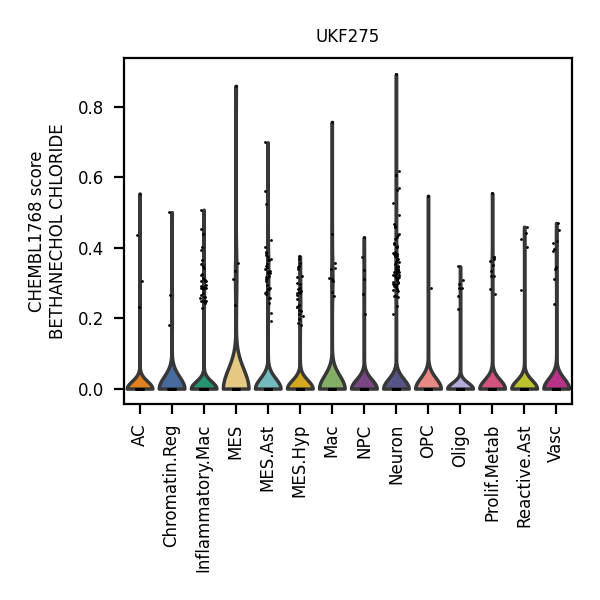 UKF275
CHEMBL1768 score
BETHANECHOL CHLORIDE
0.8
0.6
0.4
0.2
0.0
AC
Chromatin.Reg
Inflammatory.Mac
MES
MES.Ast
MES.Hyp
Mac
NPC
Neuron
OPC
Oligo
Prolif.Metab
Reactive.Ast
Vasc